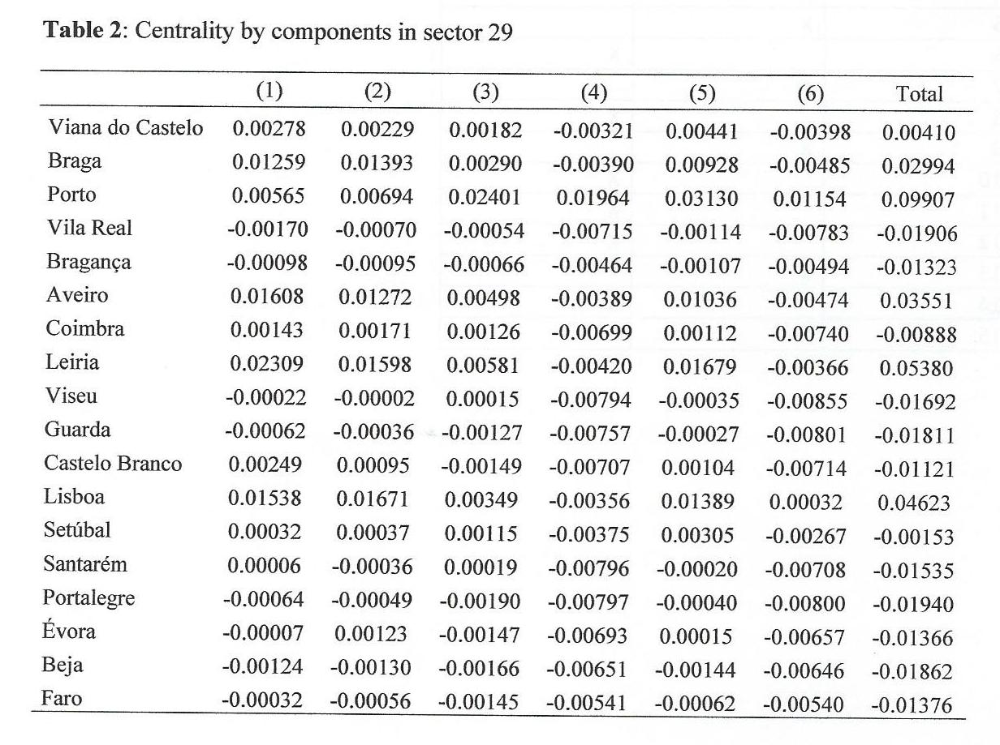 Table 2: Centrality by components in sector 29
(1) (2) (3) (4) (5) (6) Total
Viana do Castelo 0.00278 0.00229 0.00182 -0.00321 0.00441 -0.00398 0.00410
Braga 0.01259 0.01393 0.00290 -0.00390 0.00928 -0.00485 0.02994
Porto 0.00565 0.00694 0.02401 0.01964 0.03130 0.01154 0.09907
Vila Real -0.00170 -0.00070 -0.00054 -0.00715 -0.00114 -0.00783 -0.01906
Bragança -0.00098 -0.00095 -0.00066 -0.00464 -0.00107 -0.00494 -0.01323
Aveiro 0.01608 0.01272 0.00498 -0.00389 0.01036 -0.00474 0.03551
Coimbra 0.00143 0.00171 0.00126 -0.00699 0.00112 -0.00740 -0.00888
Leiria 0.02309 0.01598 0.00581 -0.00420 0.01679 -0.00366 0.05380
Viseu -0.00022 -0.00002 0.00015 -0.00794 -0.00035 -0.00855 -0.01692
Guarda -0.00062 -0.00036 -0.00127 -0.00757 -0.00027 -0.00801 -0.01811
Castelo Branco 0.00249 0.00095 -0.00149 -0.00707 0.00104 -0.00714 -0.01121
Lisboa 0.01538 0.01671 0.00349 -0.00356 0.01389 0.00032 0.04623
Setúbal 0.00032 0.00037 0.00115 -0.00375 0.00305 -0.00267 -0.00153
Santarém 0.00006 -0.00036 0.00019 -0.00796 -0.00020 -0.00708 -0.01535
Portalegre -0.00064 -0.00049 -0.00190 -0.00797 -0.00040 -0.00800 -0.01940
Évora -0.00007 0.00123 -0.00147 -0.00693 0.00015 -0.00657 -0.01366
Beja -0.00124 -0.00130 -0.00166 -0.00651 -0.00144 -0.00646 -0.01862
Faro -0.00032 -0.00056 -0.00145 -0.00541 -0.00062 -0.00540 -0.01376